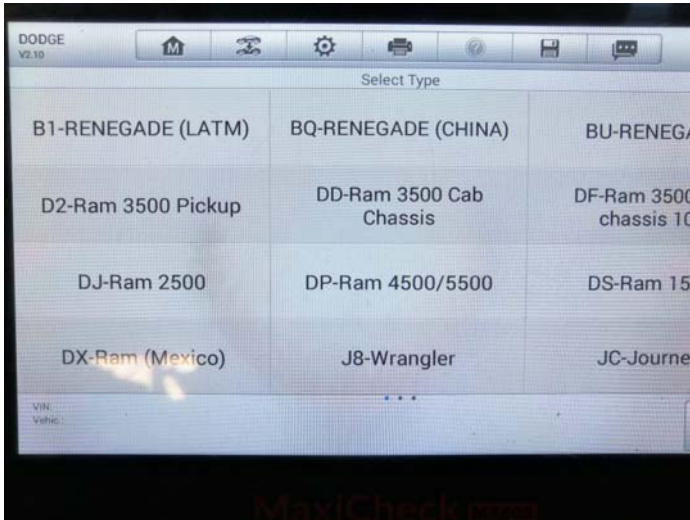 DODGE
V2.10
Select Type
B1-RENEGADE (LATM)
BQ-RENEGADE (CHINA)
BU-RENEGA
D2-Ram 3500 Pickup
DD-Ram 3500 Cab
Chassis
DF-Ram 3500
chassis 10
DJ-Ram 2500
DP-Ram 4500/5500
DS-Ram 15
DX-Ram (Mexico)
J8-Wrangler
JC-Journe
VIN:
Vehic.:
MaxiCheck